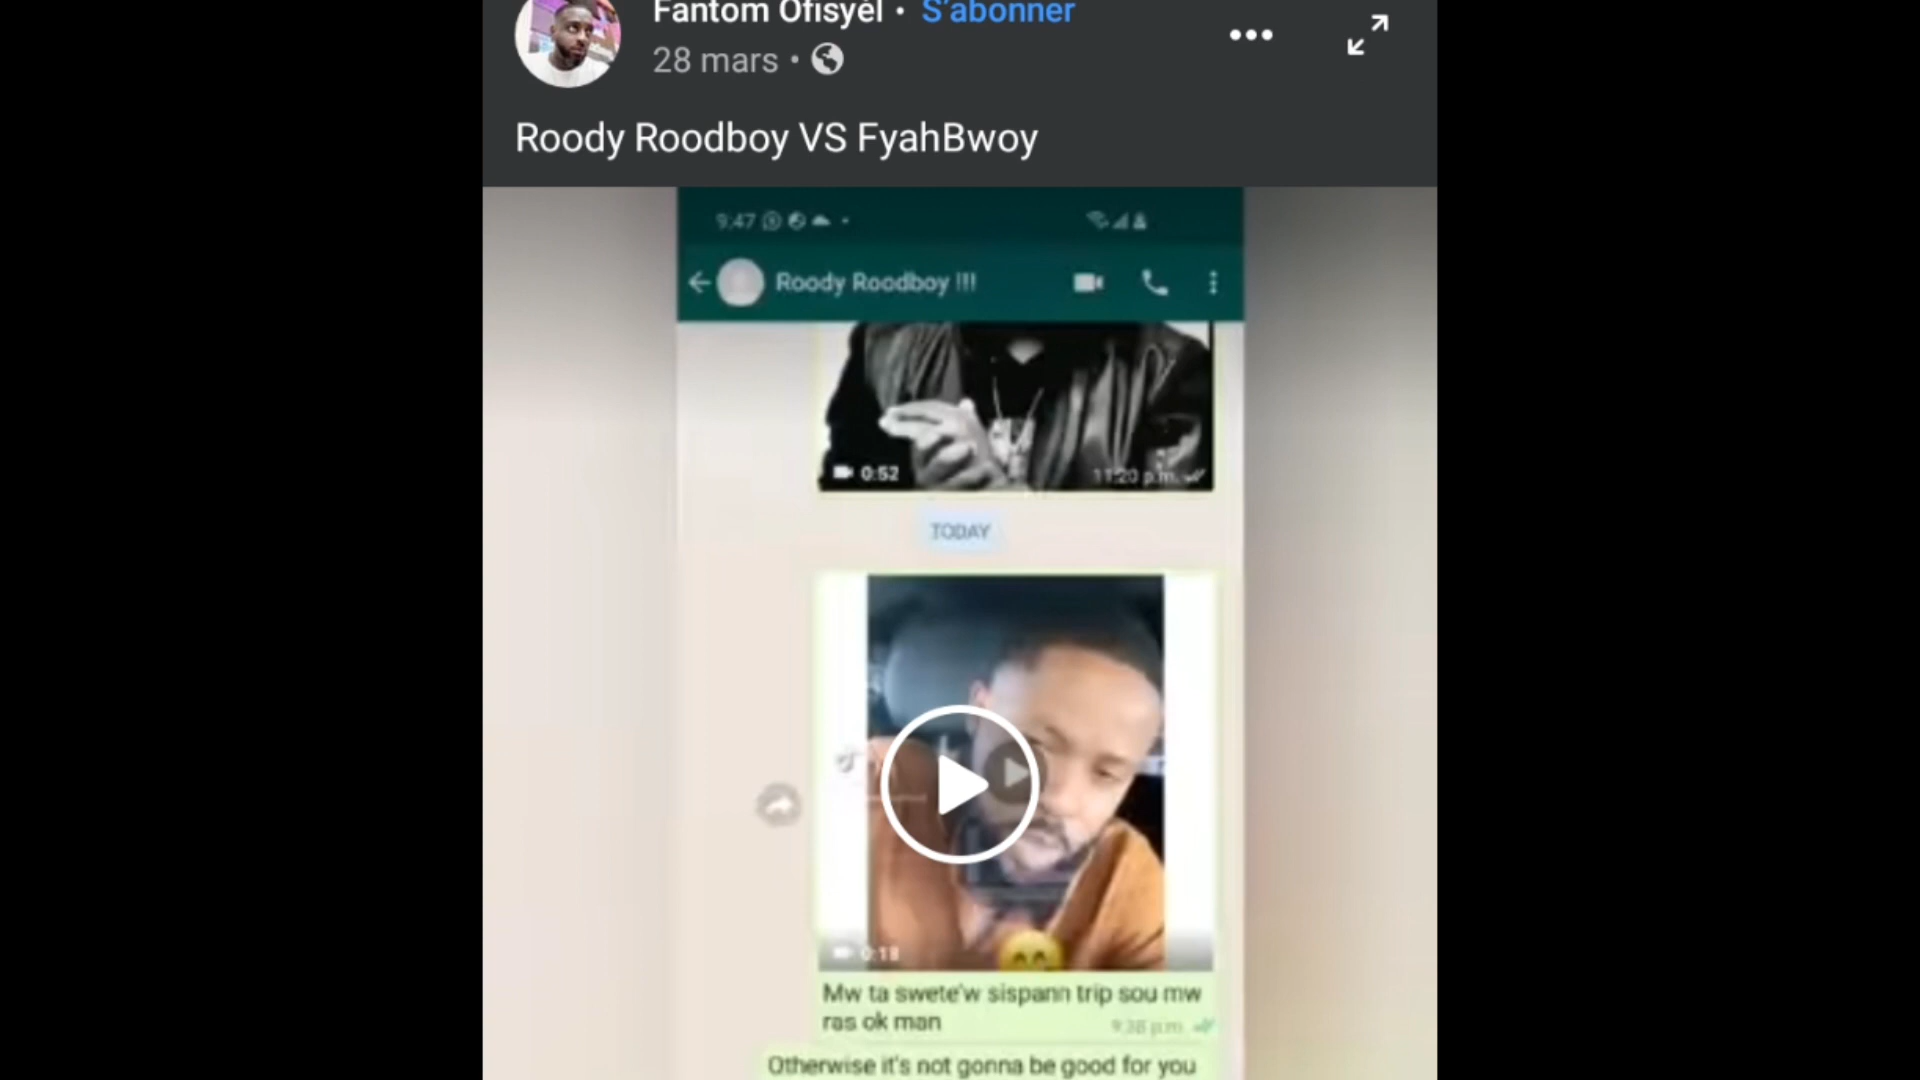 Fantom Ofisyèl • S'abonner
28 mars •
Roody Roodboy VS FyahBwoy
9:47
Roody Roodboy !!!
0:52
11:20 p.m.
TODAY
0:18
Mw ta swete'w sispann trip sou mw
ras ok man
9:38 p.m.
Otherwise it's not gonna be good for you